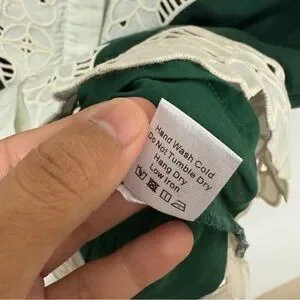 Hand Wash Cold
Do Not Tumble Dry
Hang Dry
Low Iron